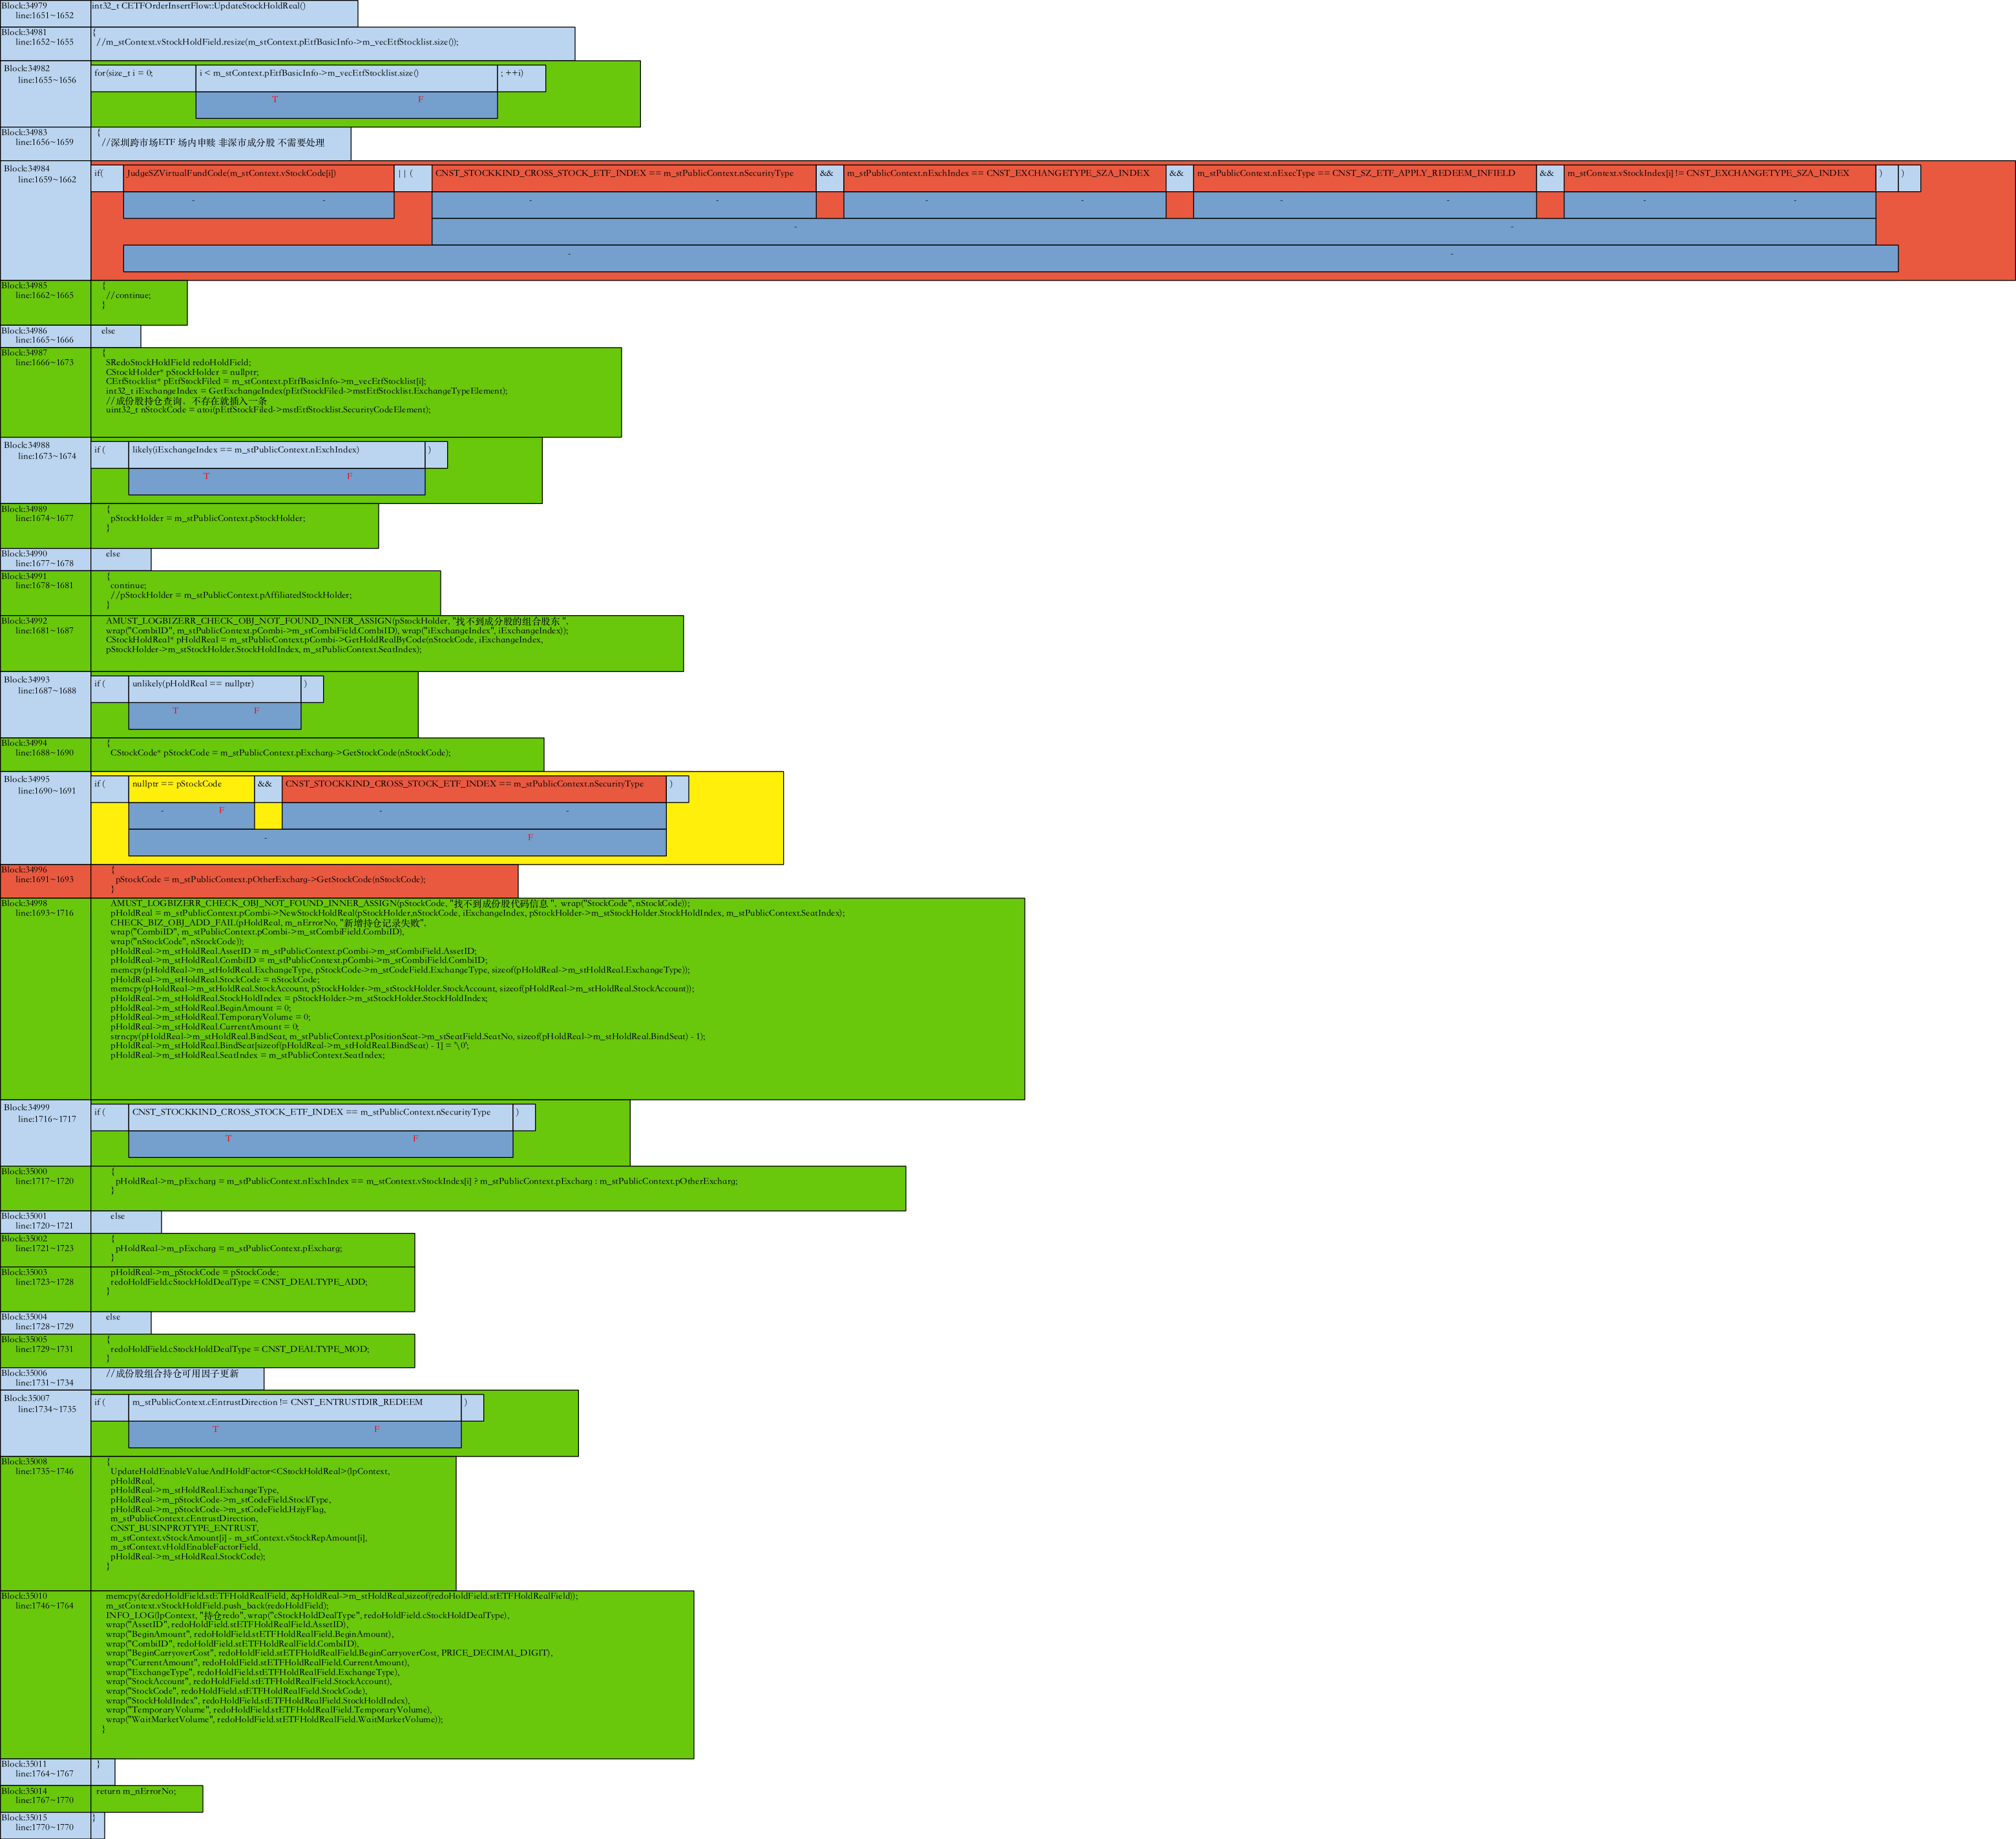 Block:34979
line:1651~1652
int32_t CETFOrderInsertFlow::UpdateStockHoldReal()
Block:34981
line:1652~1655
{
//m_stContext.vStockHoldField.resize(m_stContext.pEtfBasicInfo->m_vecEtfStocklist.size());
Block:34982
line:1655~1656
for(size_t i = 0; i < m_stContext.pEtfBasicInfo->m_vecEtfStocklist.size() ; ++i)
T F
Block:34983
line:1656~1659
{
//深圳跨市场ETF 场内申赎 非深市成分股 不需要处理
Block:34984
line:1659~1662
if( JudgeSZVirtualFundCode(m_stContext.vStockCode[i]) || ( CNST_STOCKKIND_CROSS_STOCK_ETF_INDEX == m_stPublicContext.nSecurityType && m_stPublicContext.nExchIndex == CNST_EXCHANGETYPE_SZA_INDEX && m_stPublicContext.nExecType == CNST_SZ_ETF_APPLY_REDEEM_INFIELD && m_stContext.vStockIndex[i] != CNST_EXCHANGETYPE_SZA_INDEX ) )
- - - - - - - - - -
- -
- -
Block:34985
line:1662~1665
{
//continue;
}
Block:34986
line:1665~1666
else
Block:34987
line:1666~1673
{
SRedoStockHoldField redoHoldField;
CStockHolder* pStockHolder = nullptr;
CEtfStocklist* pEtfStockFiled = m_stContext.pEtfBasicInfo->m_vecEtfStocklist[i];
int32_t iExchangeIndex = GetExchangeIndex(pEtfStockFiled->mstEtfStocklist.ExchangeTypeElement);
//成份股持仓查询，不存在就插入一条
uint32_t nStockCode = atoi(pEtfStockFiled->mstEtfStocklist.SecurityCodeElement);
Block:34988
line:1673~1674
if ( likely(iExchangeIndex == m_stPublicContext.nExchIndex) )
T F
Block:34989
line:1674~1677
{
pStockHolder = m_stPublicContext.pStockHolder;
}
Block:34990
line:1677~1678
else
Block:34991
line:1678~1681
{
continue;
//pStockHolder = m_stPublicContext.pAffiliatedStockHolder;
}
Block:34992
line:1681~1687
AMUST_LOGBIZERR_CHECK_OBJ_NOT_FOUND_INNER_ASSIGN(pStockHolder, "找不到成分股的组合股东 ",
wrap("CombiID", m_stPublicContext.pCombi->m_stCombiField.CombiID), wrap("iExchangeIndex", iExchangeIndex));
CStockHoldReal* pHoldReal = m_stPublicContext.pCombi->GetHoldRealByCode(nStockCode, iExchangeIndex,
pStockHolder->m_stStockHolder.StockHoldIndex, m_stPublicContext.SeatIndex);
Block:34993
line:1687~1688
if ( unlikely(pHoldReal == nullptr) )
T F
Block:34994
line:1688~1690
{
CStockCode* pStockCode = m_stPublicContext.pExcharg->GetStockCode(nStockCode);
Block:34995
line:1690~1691
if ( nullptr == pStockCode && CNST_STOCKKIND_CROSS_STOCK_ETF_INDEX == m_stPublicContext.nSecurityType )
- F - -
- F
Block:34996
line:1691~1693
{
pStockCode = m_stPublicContext.pOtherExcharg->GetStockCode(nStockCode);
}
Block:34998
line:1693~1716
AMUST_LOGBIZERR_CHECK_OBJ_NOT_FOUND_INNER_ASSIGN(pStockCode, "找不到成份股代码信息 ", wrap("StockCode", nStockCode));
pHoldReal = m_stPublicContext.pCombi->NewStockHoldReal(pStockHolder,nStockCode, iExchangeIndex, pStockHolder->m_stStockHolder.StockHoldIndex, m_stPublicContext.SeatIndex);
CHECK_BIZ_OBJ_ADD_FAIL(pHoldReal, m_nErrorNo, "新增持仓记录失败",
wrap("CombiID", m_stPublicContext.pCombi->m_stCombiField.CombiID),
wrap("nStockCode", nStockCode));
pHoldReal->m_stHoldReal.AssetID = m_stPublicContext.pCombi->m_stCombiField.AssetID;
pHoldReal->m_stHoldReal.CombiID = m_stPublicContext.pCombi->m_stCombiField.CombiID;
memcpy(pHoldReal->m_stHoldReal.ExchangeType, pStockCode->m_stCodeField.ExchangeType, sizeof(pHoldReal->m_stHoldReal.ExchangeType));
pHoldReal->m_stHoldReal.StockCode = nStockCode;
memcpy(pHoldReal->m_stHoldReal.StockAccount, pStockHolder->m_stStockHolder.StockAccount, sizeof(pHoldReal->m_stHoldReal.StockAccount));
pHoldReal->m_stHoldReal.StockHoldIndex = pStockHolder->m_stStockHolder.StockHoldIndex;
pHoldReal->m_stHoldReal.BeginAmount = 0;
pHoldReal->m_stHoldReal.TemporaryVolume = 0;
pHoldReal->m_stHoldReal.CurrentAmount = 0;
strncpy(pHoldReal->m_stHoldReal.BindSeat, m_stPublicContext.pPositionSeat->m_stSeatField.SeatNo, sizeof(pHoldReal->m_stHoldReal.BindSeat) - 1);
pHoldReal->m_stHoldReal.BindSeat[sizeof(pHoldReal->m_stHoldReal.BindSeat) - 1] = '\0';
pHoldReal->m_stHoldReal.SeatIndex = m_stPublicContext.SeatIndex;
Block:34999
line:1716~1717
if ( CNST_STOCKKIND_CROSS_STOCK_ETF_INDEX == m_stPublicContext.nSecurityType )
T F
Block:35000
line:1717~1720
{
pHoldReal->m_pExcharg = m_stPublicContext.nExchIndex == m_stContext.vStockIndex[i] ? m_stPublicContext.pExcharg : m_stPublicContext.pOtherExcharg;
}
Block:35001
line:1720~1721
else
Block:35002
line:1721~1723
{
pHoldReal->m_pExcharg = m_stPublicContext.pExcharg;
}
Block:35003
line:1723~1728
pHoldReal->m_pStockCode = pStockCode;
redoHoldField.cStockHoldDealType = CNST_DEALTYPE_ADD;
}
Block:35004
line:1728~1729
else
Block:35005
line:1729~1731
{
redoHoldField.cStockHoldDealType = CNST_DEALTYPE_MOD;
}
Block:35006
line:1731~1734
//成份股组合持仓可用因子更新
Block:35007
line:1734~1735
if ( m_stPublicContext.cEntrustDirection != CNST_ENTRUSTDIR_REDEEM )
T F
Block:35008
line:1735~1746
{
UpdateHoldEnableValueAndHoldFactor<CStockHoldReal>(lpContext,
pHoldReal,
pHoldReal->m_stHoldReal.ExchangeType,
pHoldReal->m_pStockCode->m_stCodeField.StockType,
pHoldReal->m_pStockCode->m_stCodeField.HzjyFlag,
m_stPublicContext.cEntrustDirection,
CNST_BUSINPROTYPE_ENTRUST,
m_stContext.vStockAmount[i] - m_stContext.vStockRepAmount[i],
m_stContext.vHoldEnableFactorField,
pHoldReal->m_stHoldReal.StockCode);
}
Block:35010
line:1746~1764
memcpy(&redoHoldField.stETFHoldRealField, &pHoldReal->m_stHoldReal,sizeof(redoHoldField.stETFHoldRealField));
m_stContext.vStockHoldField.push_back(redoHoldField);
INFO_LOG(lpContext, "持仓redo", wrap("cStockHoldDealType", redoHoldField.cStockHoldDealType),
wrap("AssetID", redoHoldField.stETFHoldRealField.AssetID),
wrap("BeginAmount", redoHoldField.stETFHoldRealField.BeginAmount),
wrap("CombiID", redoHoldField.stETFHoldRealField.CombiID),
wrap("BeginCarryoverCost", redoHoldField.stETFHoldRealField.BeginCarryoverCost, PRICE_DECIMAL_DIGIT),
wrap("CurrentAmount", redoHoldField.stETFHoldRealField.CurrentAmount),
wrap("ExchangeType", redoHoldField.stETFHoldRealField.ExchangeType),
wrap("StockAccount", redoHoldField.stETFHoldRealField.StockAccount),
wrap("StockCode", redoHoldField.stETFHoldRealField.StockCode),
wrap("StockHoldIndex", redoHoldField.stETFHoldRealField.StockHoldIndex),
wrap("TemporaryVolume", redoHoldField.stETFHoldRealField.TemporaryVolume),
wrap("WaitMarketVolume", redoHoldField.stETFHoldRealField.WaitMarketVolume));
}
Block:35011
line:1764~1767
}
Block:35014
line:1767~1770
return m_nErrorNo;
Block:35015
line:1770~1770
}